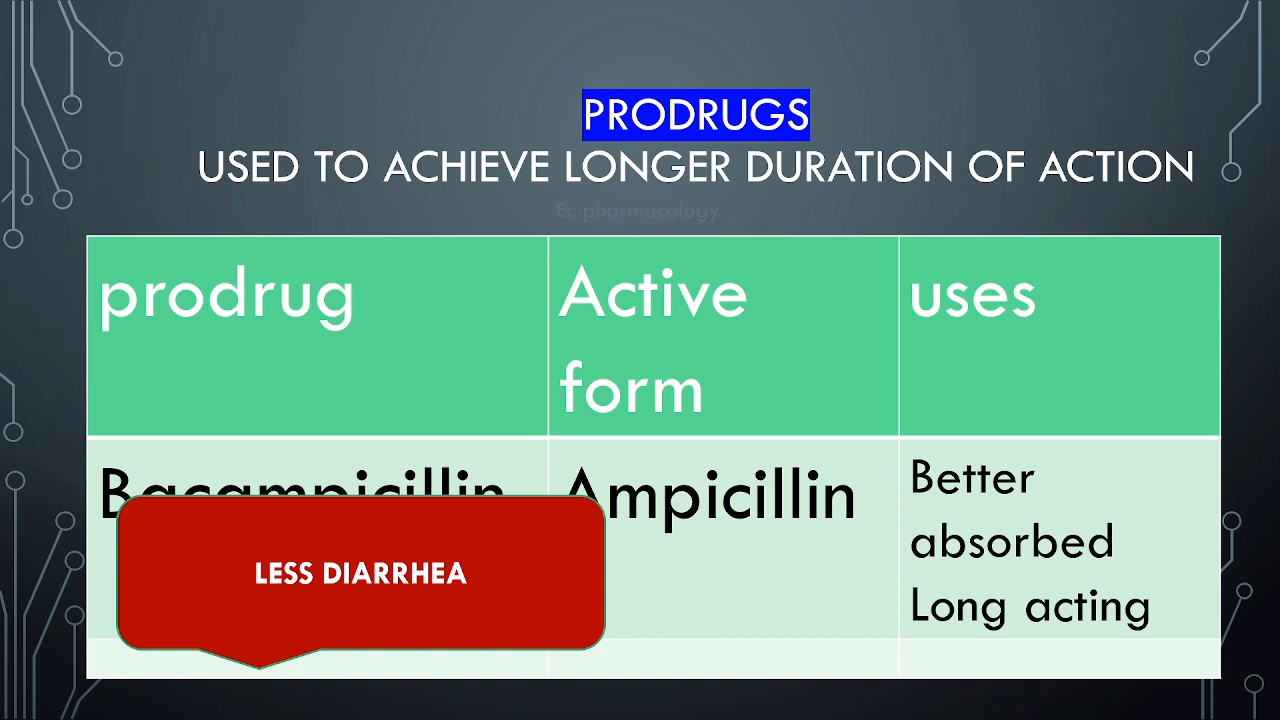 PRODRUGS
USED TO ACHIEVE LONGER DURATION OF ACTION
Ec pharmacology
prodrug
Active
form
uses
Bacampicillin
Ampicillin
Better
absorbed
Long acting
LESS DIARRHEA